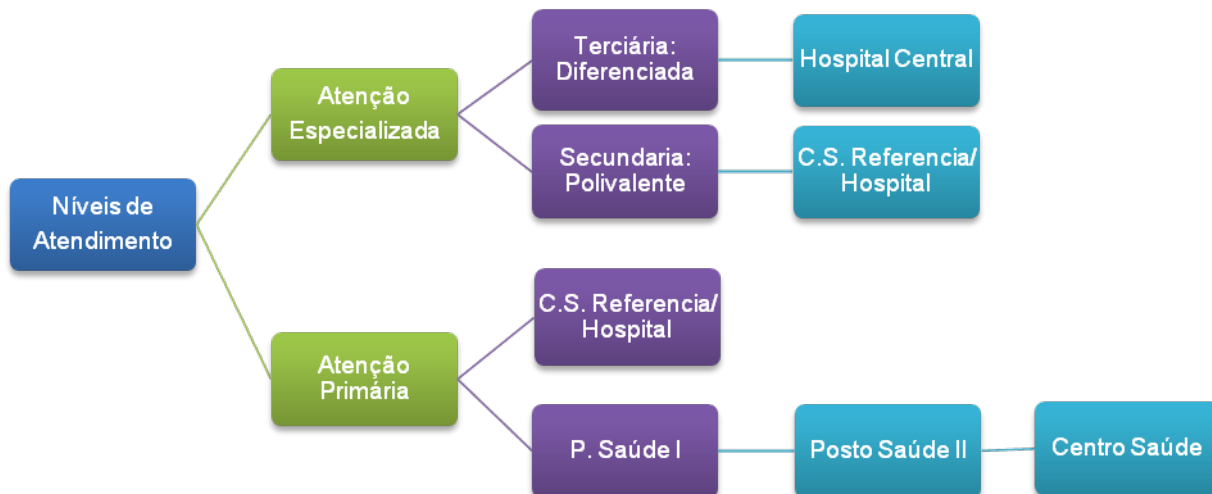 Níveis de
Atendimento
Atenção
Especializada
Terciária:
Diferenciada
Hospital Central
Secundaria:
Polivalente
C.S. Referencia/
Hospital
Atenção
Primária
C.S. Referencia/
Hospital
P. Saúde I
Posto Saúde II
Centro Saúde